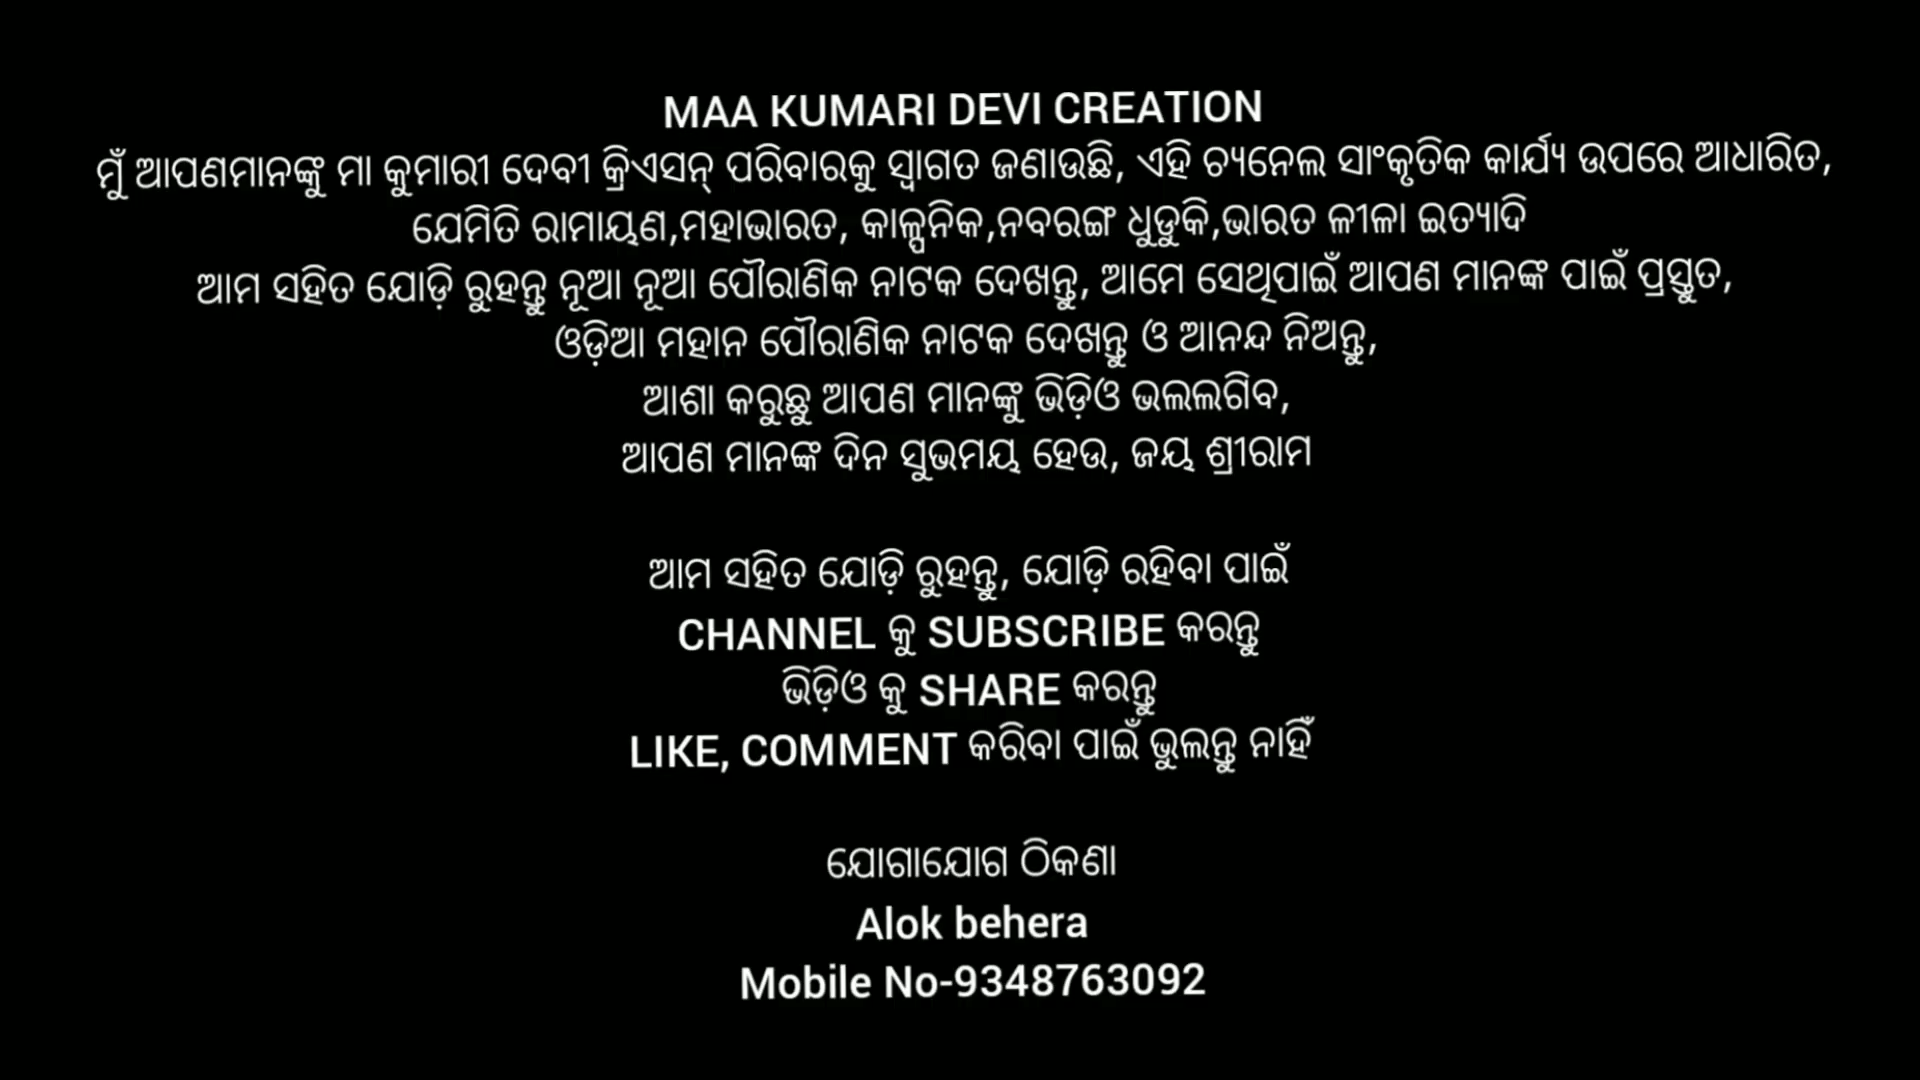 MAA KUMARI DEVI CREATION
ମୁଁ ଆପଣମାନଙ୍କୁ ମା କୁମାରୀ ଦେବୀ କ୍ରିଏସନ୍ ପରିବାରକୁ ସ୍ୱାଗତ ଜଣାଉଛି, ଏହି ଚ୍ୟନେଲ ସାଂକୃତିକ କାର୍ଯ୍ୟ ଉପରେ ଆଧାରିତ,
ଯେମିତି ରାମାୟଣ,ମହାଭାରତ, କାଳ୍ପନିକ,ନବରଙ୍ଗ ଧୁଡୁକି,ଭାରତ ଳୀଳା ଇତ୍ୟାଦି
ଆମ ସହିତ ଯୋଡ଼ି ରୁହନ୍ତୁ ନୂଆ ନୂଆ ପୌରାଣିକ ନାଟକ ଦେଖନ୍ତୁ, ଆମେ ସେଥିପାଇଁ ଆପଣ ମାନଙ୍କ ପାଇଁ ପ୍ରସ୍ତୁତ,
ଓଡ଼ିଆ ମହାନ ପୌରାଣିକ ନାଟକ ଦେଖନ୍ତୁ ଓ ଆନନ୍ଦ ନିଅନ୍ତୁ,
ଆଶା କରୁଛୁ ଆପଣ ମାନଙ୍କୁ ଭିଡ଼ିଓ ଭଲଲଗିବ,
ଆପଣ ମାନଙ୍କ ଦିନ ସୁଭମୟ ହେଉ, ଜୟ ଶ୍ରୀରାମ
ଆମ ସହିତ ଯୋଡ଼ି ରୁହନ୍ତୁ, ଯୋଡ଼ି ରହିବା ପାଇଁ
CHANNEL କୁ SUBSCRIBE କରନ୍ତୁ
ଭିଡ଼ିଓ କୁ SHARE କରନ୍ତୁ
LIKE, COMMENT କରିବା ପାଇଁ ଭୁଲନ୍ତୁ ନାହିଁ
ଯୋଗାଯୋଗ ଠିକଣା
Alok behera
Mobile No-9348763092